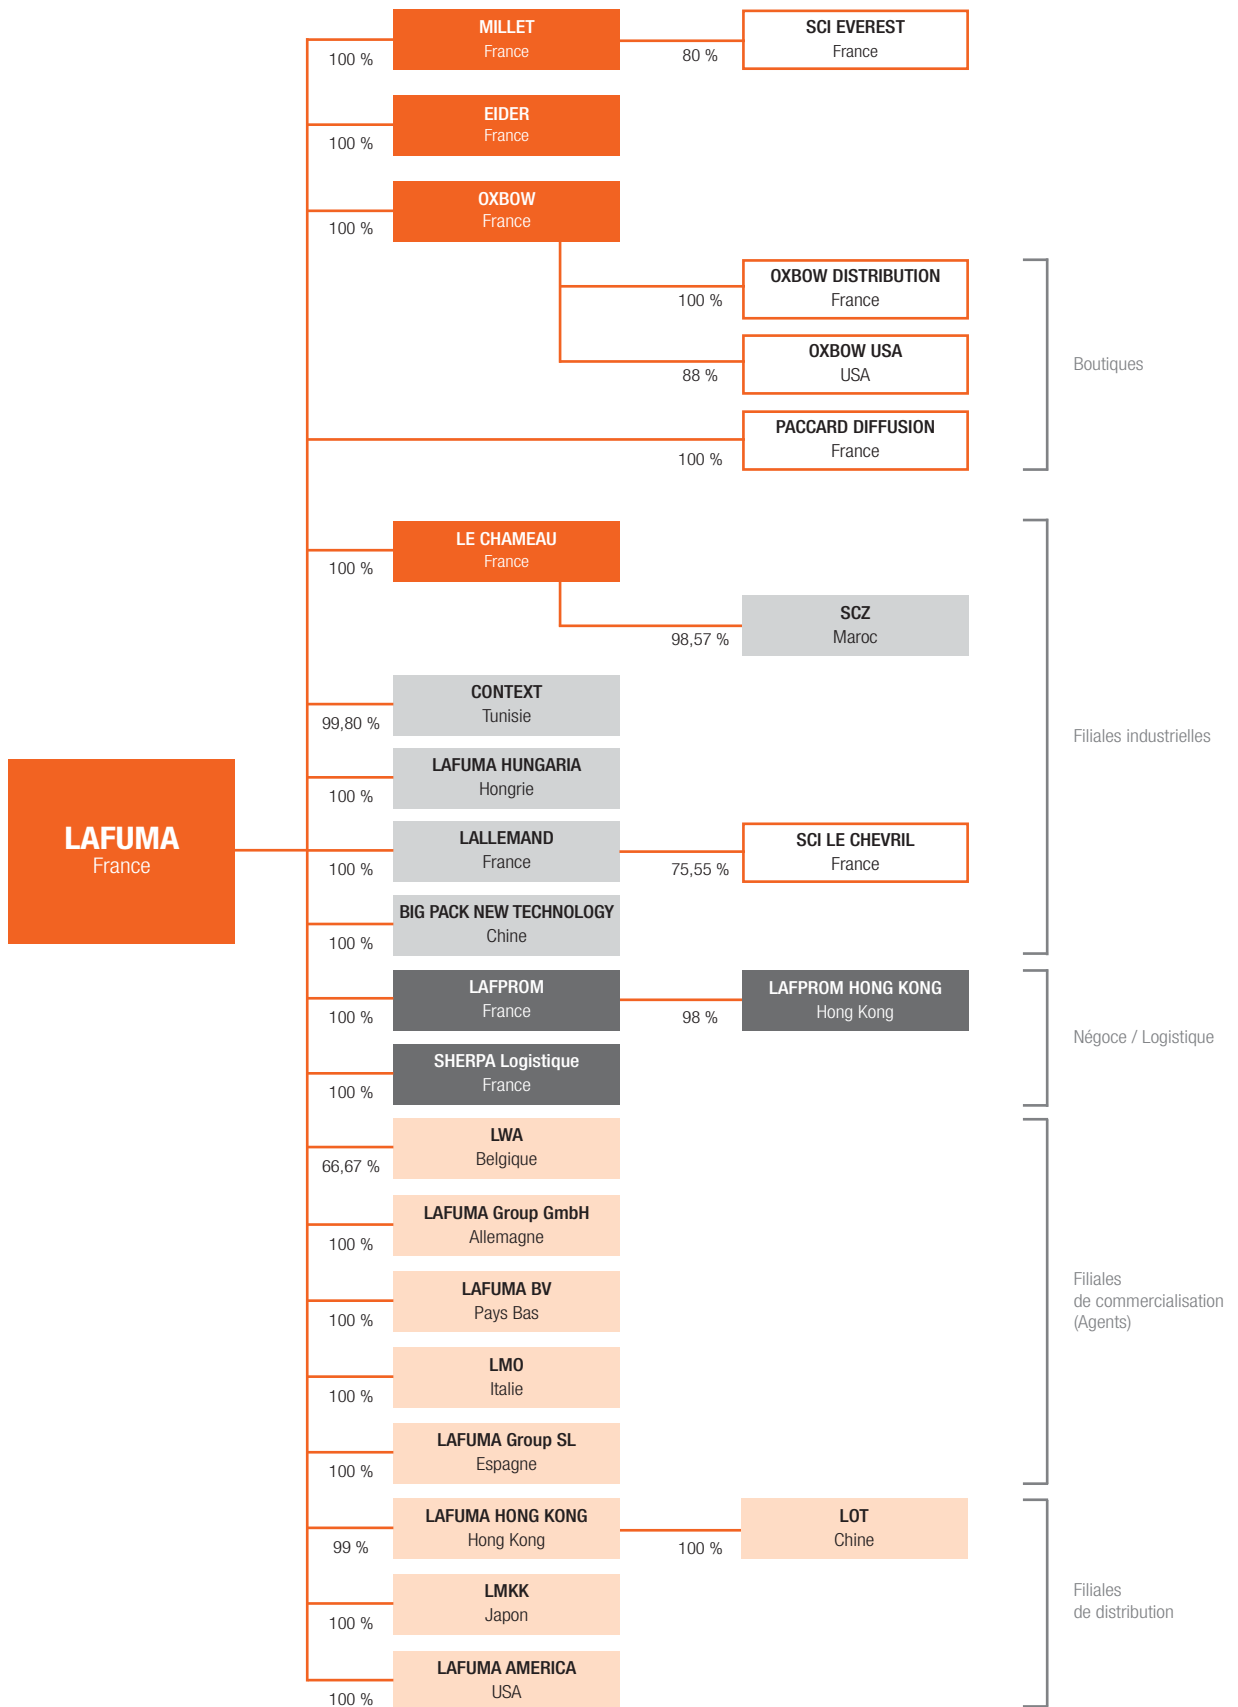 MILLET
France
100 %
SCI EVEREST
France
80 %
EIDER
France
100 %
OXBOW
France
100 %
OXBOW DISTRIBUTION
France
100 %
OXBOW USA
USA
88 %
Boutiques
PACCARD DIFFUSION
France
100 %
LE CHAMEAU
France
100 %
SCZ
Maroc
98,57 %
CONTEXT
Tunisie
99,80 %
Filiales industrielles
LAFUMA HUNGARIA
Hongrie
100 %
LAFUMA
France
LALLEMAND
France
100 %
SCI LE CHEVRIL
France
75,55 %
BIG PACK NEW TECHNOLOGY
Chine
100 %
LAFPROM
France
100 %
LAFPROM HONG KONG
Hong Kong
98 %
Négoce / Logistique
SHERPA Logistique
France
100 %
LWA
Belgique
66,67 %
LAFUMA Group GmbH
Allemagne
100 %
LAFUMA BV
Pays Bas
100 %
Filiales
de commercialisation
(Agents)
LMO
Italie
100 %
LAFUMA Group SL
Espagne
100 %
LAFUMA HONG KONG
Hong Kong
99 %
LOT
Chine
100 %
LMKK
Japon
100 %
Filiales
de distribution
LAFUMA AMERICA
USA
100 %